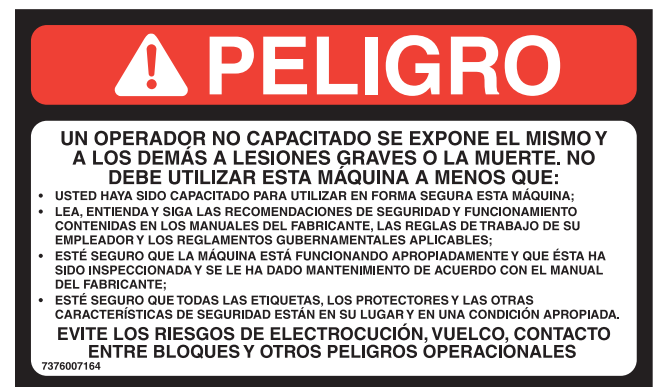 PELIGRO
UN OPERADOR NO CAPACITADO SE EXPONE EL MISMO Y
A LOS DEMÁS A LESIONES GRAVES O LA MUERTE. NO
DEBE UTILIZAR ESTA MÁQUINA A MENOS QUE:
• USTED HAYA SIDO CAPACITADO PARA UTILIZAR EN FORMA SEGURA ESTA MÁQUINA;
• LEA, ENTIENDA Y SIGA LAS RECOMENDACIONES DE SEGURIDAD Y FUNCIONAMIENTO
CONTENIDAS EN LOS MANUALES DEL FABRICANTE, LAS REGLAS DE TRABAJO DE SU
EMPLEADOR Y LOS REGLAMENTOS GUBERNAMENTALES APLICABLES;
• ESTÉ SEGURO QUE LA MÁQUINA ESTÁ FUNCIONANDO APROPIADAMENTE Y QUE ÉSTA HA
SIDO INSPECCIONADA Y SE LE HA DADO MANTENIMIENTO DE ACUERDO CON EL MANUAL
DEL FABRICANTE;
• ESTÉ SEGURO QUE TODAS LAS ETIQUETAS, LOS PROTECTORES Y LAS OTRAS
CARACTERÍSTICAS DE SEGURIDAD ESTÁN EN SU LUGAR Y EN UNA CONDICIÓN APROPIADA.
EVITE LOS RIESGOS DE ELECTROCUCIÓN, VUELCO, CONTACTO
ENTRE BLOQUES Y OTROS PELIGROS OPERACIONALES
7376007164